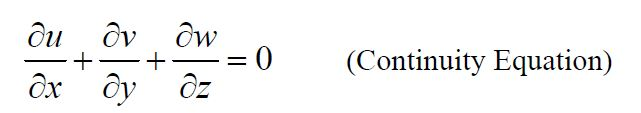 ∂u/∂x + ∂v/∂y + ∂w/∂z = 0 (Continuity Equation)